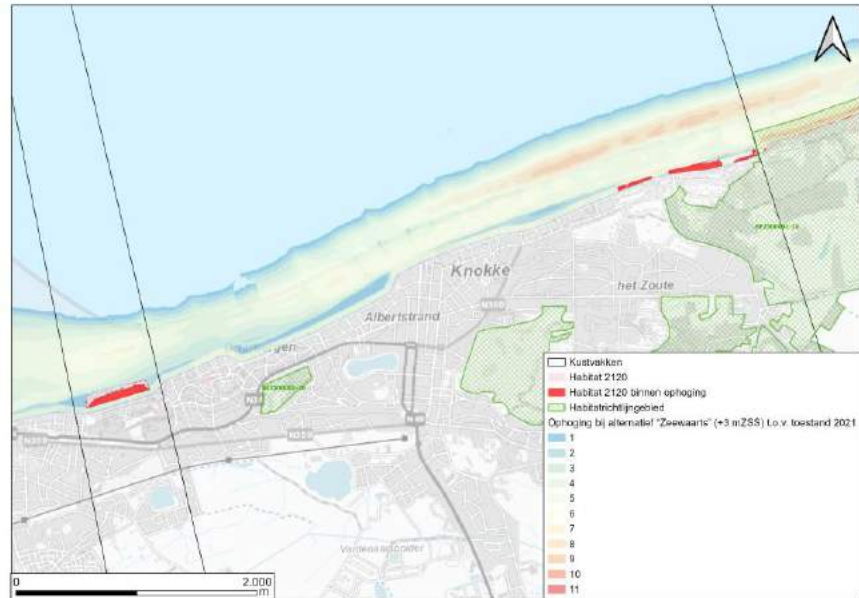 Knokke
het Zoute
Albertstrand
Kustvakken
Habitat 2120
Habitat 2120 binnen ophoging
Habitatrichtlijngebied
Ophoging bij alternatief "Zeewaarts" (+3 mZSS) t.o.v. toestand 2021
1
2
3
4
5
6
7
8
9
10
11
0
2.000
m